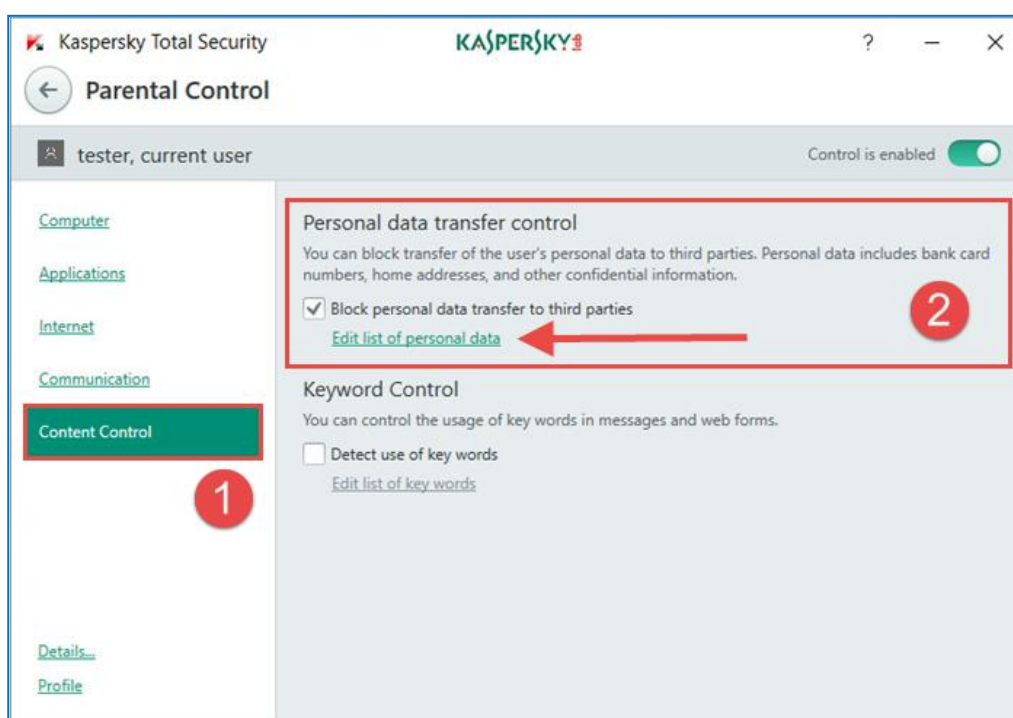 Kaspersky Total Security
KASPERSKY lab
?
Parental Control
tester, current user
Control is enabled
Computer
Applications
Internet
Communication
Content Control
1
Personal data transfer control
You can block transfer of the user's personal data to third parties. Personal data includes bank card
numbers, home addresses, and other confidential information.
Block personal data transfer to third parties
2
Edit list of personal data
Keyword Control
You can control the usage of key words in messages and web forms.
Detect use of key words
Edit list of key words
Details...
Profile